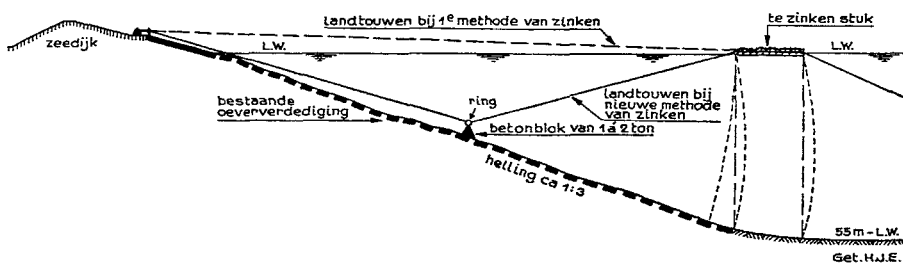 landtouwen bij 1e methode van zinken
te zinken stuk
zeedijk
L.W.
L.W.
bestaande
oeververdediging
ring
landtouwen bij
nieuwe methode
van zinken
betonblok van 1 á 2 ton
helling ca 1:3
55m-L.W.
Get. H.J.E.